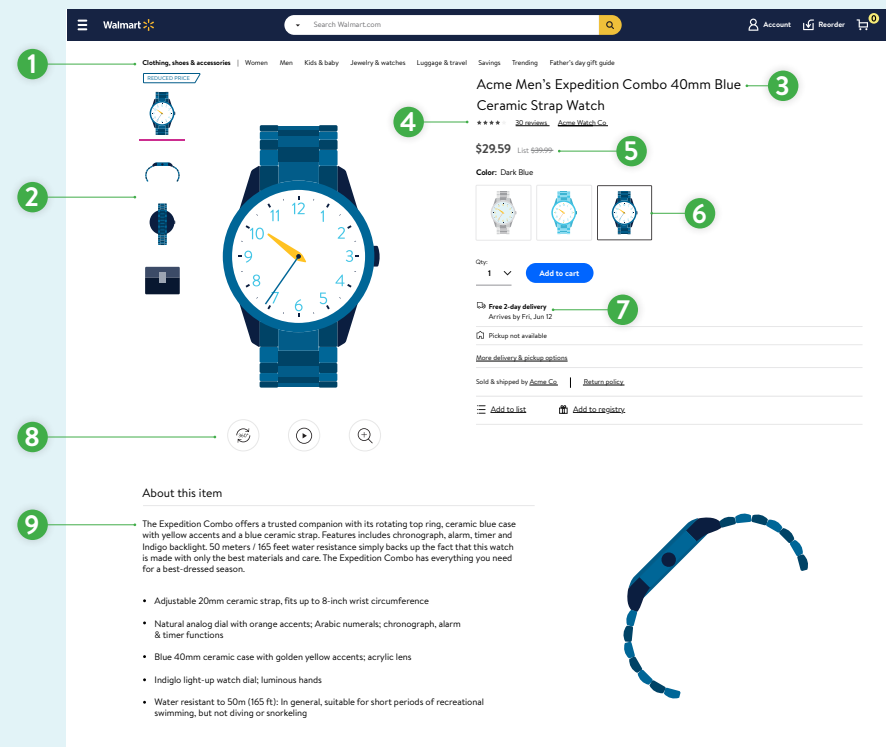 Walmart
Search Walmart.com
Account
Reorder
0
1
Clothing, shoes & accessories | Women Men Kids & baby Jewelry & watches Luggage & travel Savings Trending Father's day gift guide
REDUCED PRICE
Acme Men's Expedition Combo 40mm Blue
Ceramic Strap Watch
3
4
30 reviews Acme Watch Co
$29.59 List $39.99
5
Color: Dark Blue
2
6
12
1
2
3
4
5
6
7
8
9
10
11
Qty:
1
Add to cart
Free 2-day delivery
Arrives by Fri, Jun 12
7
Pickup not available
More delivery & pickup options
Sold & shipped by Acme Co | Return policy
Add to list
Add to registry
8
360°
About this item
9
The Expedition Combo offers a trusted companion with its rotating top ring, ceramic blue case
with yellow accents and a blue ceramic strap. Features includes chronograph, alarm, timer and
Indigo backlight. 50 meters / 165 feet water resistance simply backs up the fact that this watch
is made with only the best materials and care. The Expedition Combo has everything you need
for a best-dressed season.
• Adjustable 20mm ceramic strap, fits up to 8-inch wrist circumference
• Natural analog dial with orange accents; Arabic numerals; chronograph, alarm
& timer functions
• Blue 40mm ceramic case with golden yellow accents; acrylic lens
• Indiglo light-up watch dial; luminous hands
• Water resistant to 50m (165 ft): In general, suitable for short periods of recreational
swimming, but not diving or snorkeling